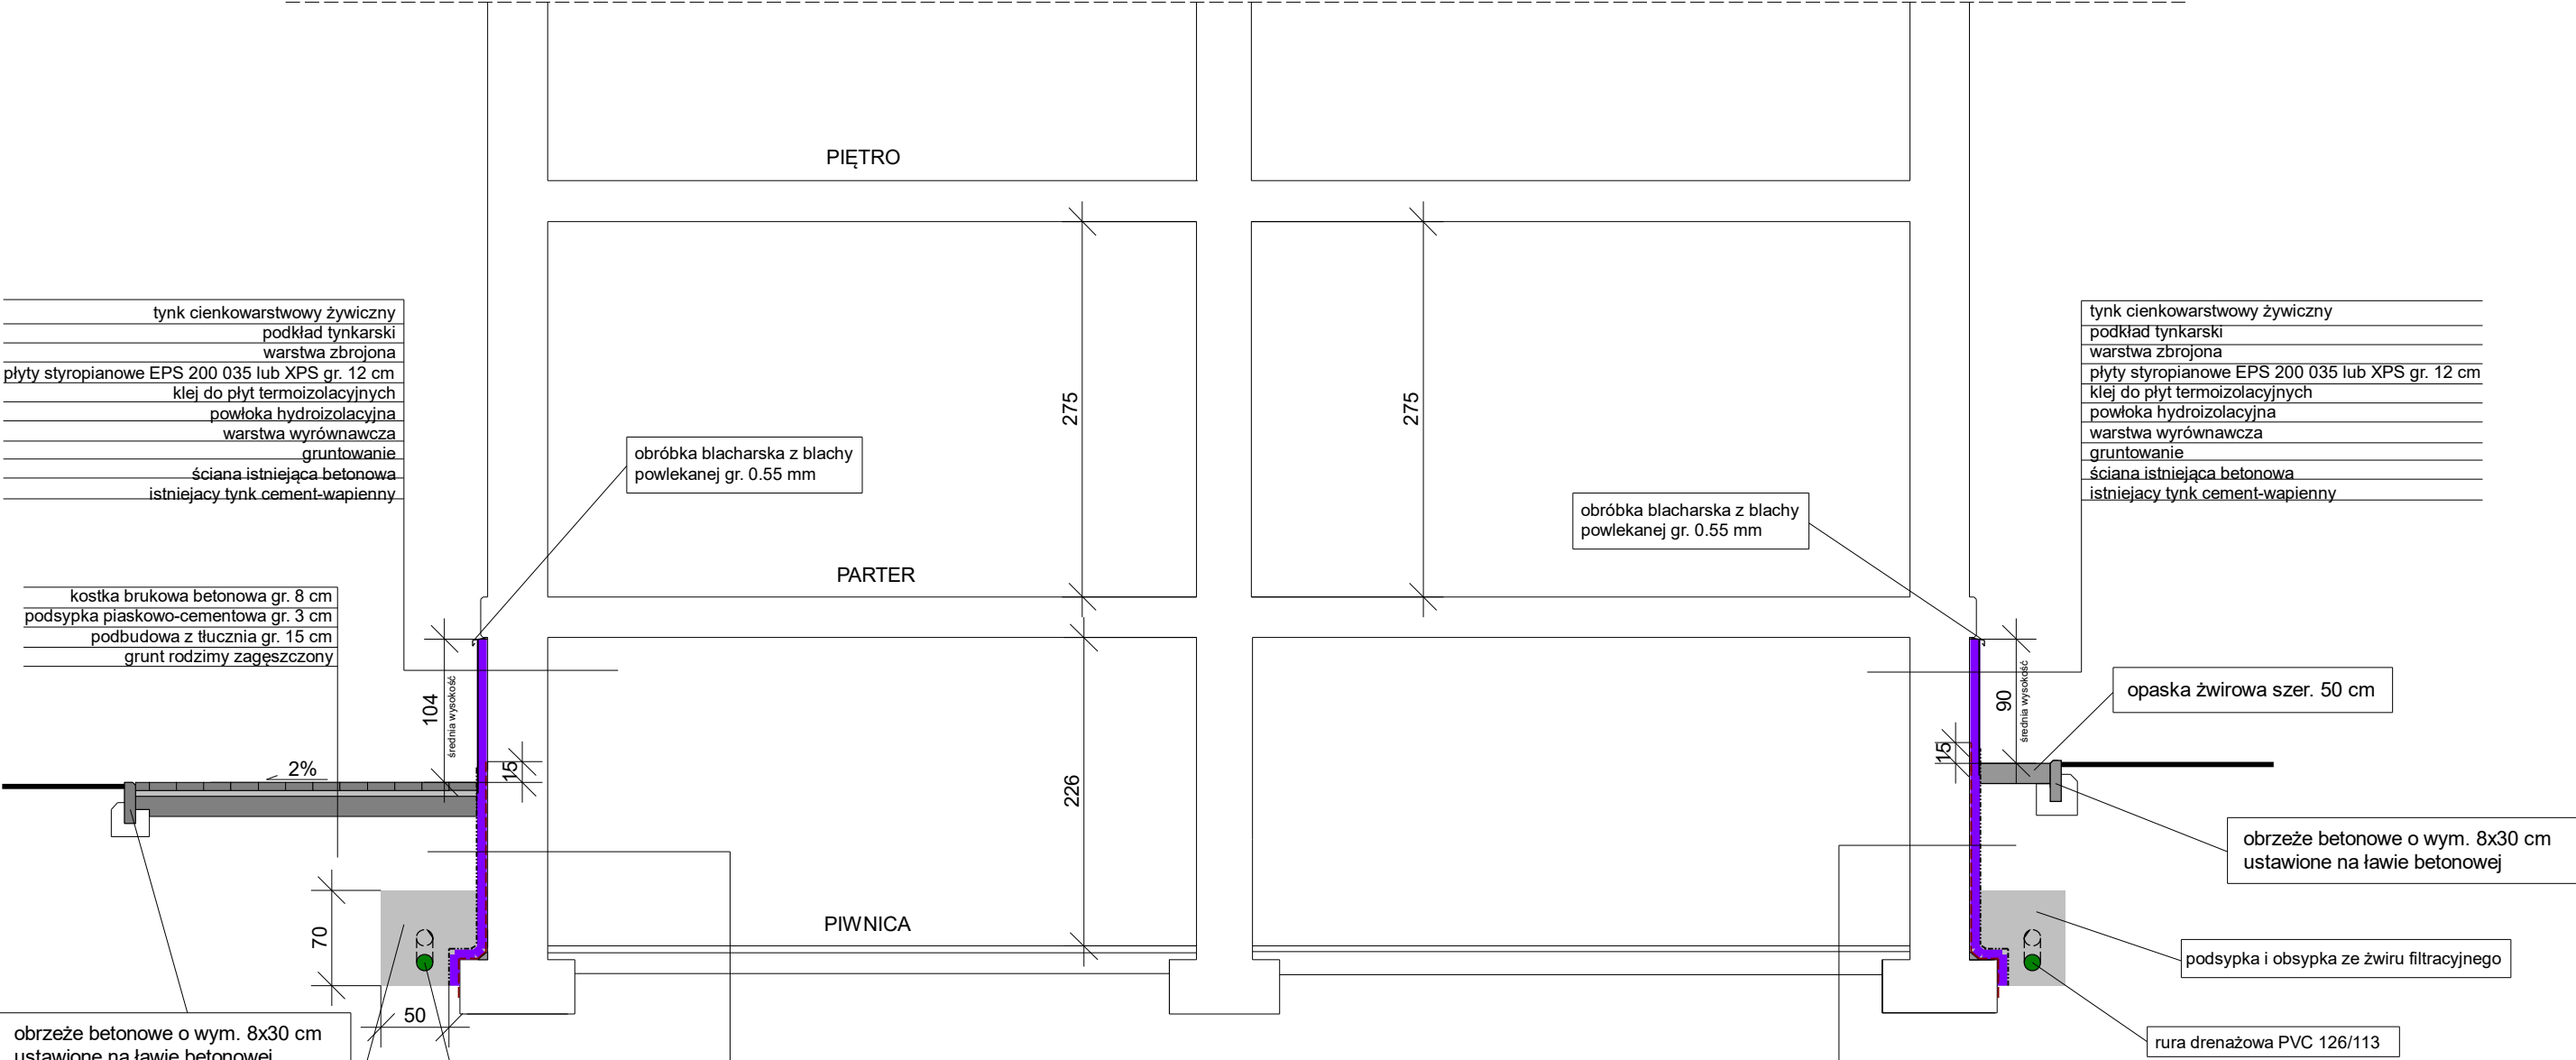 PIĘTRO
tynk cienkowarstwowy żywiczny
podkład tynkarski
warstwa zbrojona
płyty styropianowe EPS 200 035 lub XPS gr. 12 cm
klej do płyt termoizolacyjnych
powłoka hydroizolacyjna
warstwa wyrównawcza
gruntowanie
ściana istniejąca betonowa
istniejacy tynk cement-wapienny
obróbka blacharska z blachy
powlekanej gr. 0.55 mm
275
275
obróbka blacharska z blachy
powlekanej gr. 0.55 mm
tynk cienkowarstwowy żywiczny
podkład tynkarski
warstwa zbrojona
płyty styropianowe EPS 200 035 lub XPS gr. 12 cm
klej do płyt termoizolacyjnych
powłoka hydroizolacyjna
warstwa wyrównawcza
gruntowanie
ściana istniejąca betonowa
istniejacy tynk cement-wapienny
PARTER
kostka brukowa betonowa gr. 8 cm
podsypka piaskowo-cementowa gr. 3 cm
podbudowa z tłucznia gr. 15 cm
grunt rodzimy zagęszczony
104
średnia wysokość
2%
15
226
15
90
średnia wysokość
opaska żwirowa szer. 50 cm
obrzeże betonowe o wym. 8x30 cm
ustawione na ławie betonowej
PIWNICA
70
50
podsypka i obsypka ze żwiru filtracyjnego
rura drenażowa PVC 126/113
obrzeże betonowe o wym. 8x30 cm
ustawione na ławie betonowej